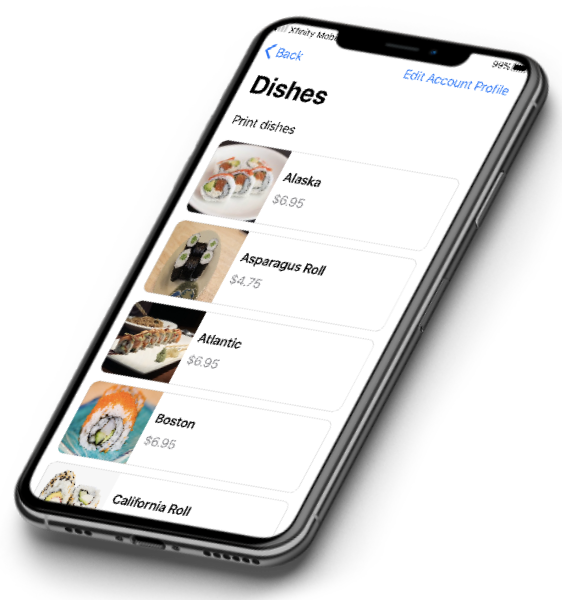 Xfinity Mobi
99%
Back
Edit Account Profile
Dishes
Print dishes
Alaska
$6.95
Asparagus Roll
$4.75
Atlantic
$6.95
Boston
$6.95
California Roll